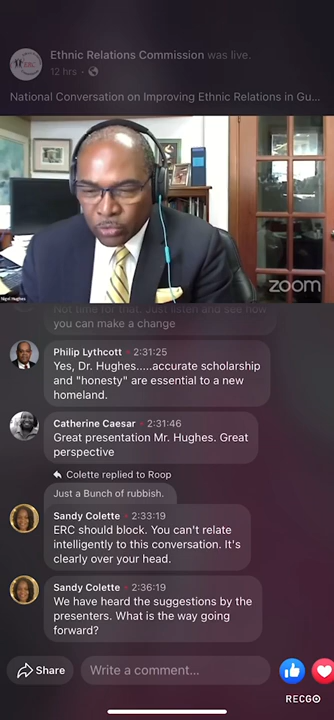 Ethnic Relations Commission was live.
12 hrs ·
National Conversation on Improving Ethnic Relations in Gu...
ERC
Nigel Hughes
zoom
Not time for that. Just listen and see how
you can make a change
Philip Lythcott · 2:31:25
Yes, Dr. Hughes.....accurate scholarship
and "honesty" are essential to a new
homeland.
Catherine Caesar · 2:31:46
Great presentation Mr. Hughes. Great
perspective
Colette replied to Roop
Just a Bunch of rubbish.
Sandy Colette · 2:33:19
ERC should block. You can't relate
intelligently to this conversation. It's
clearly over your head.
Sandy Colette · 2:36:19
We have heard the suggestions by the
presenters. What is the way going
forward?
Share
Write a comment...
RECGO